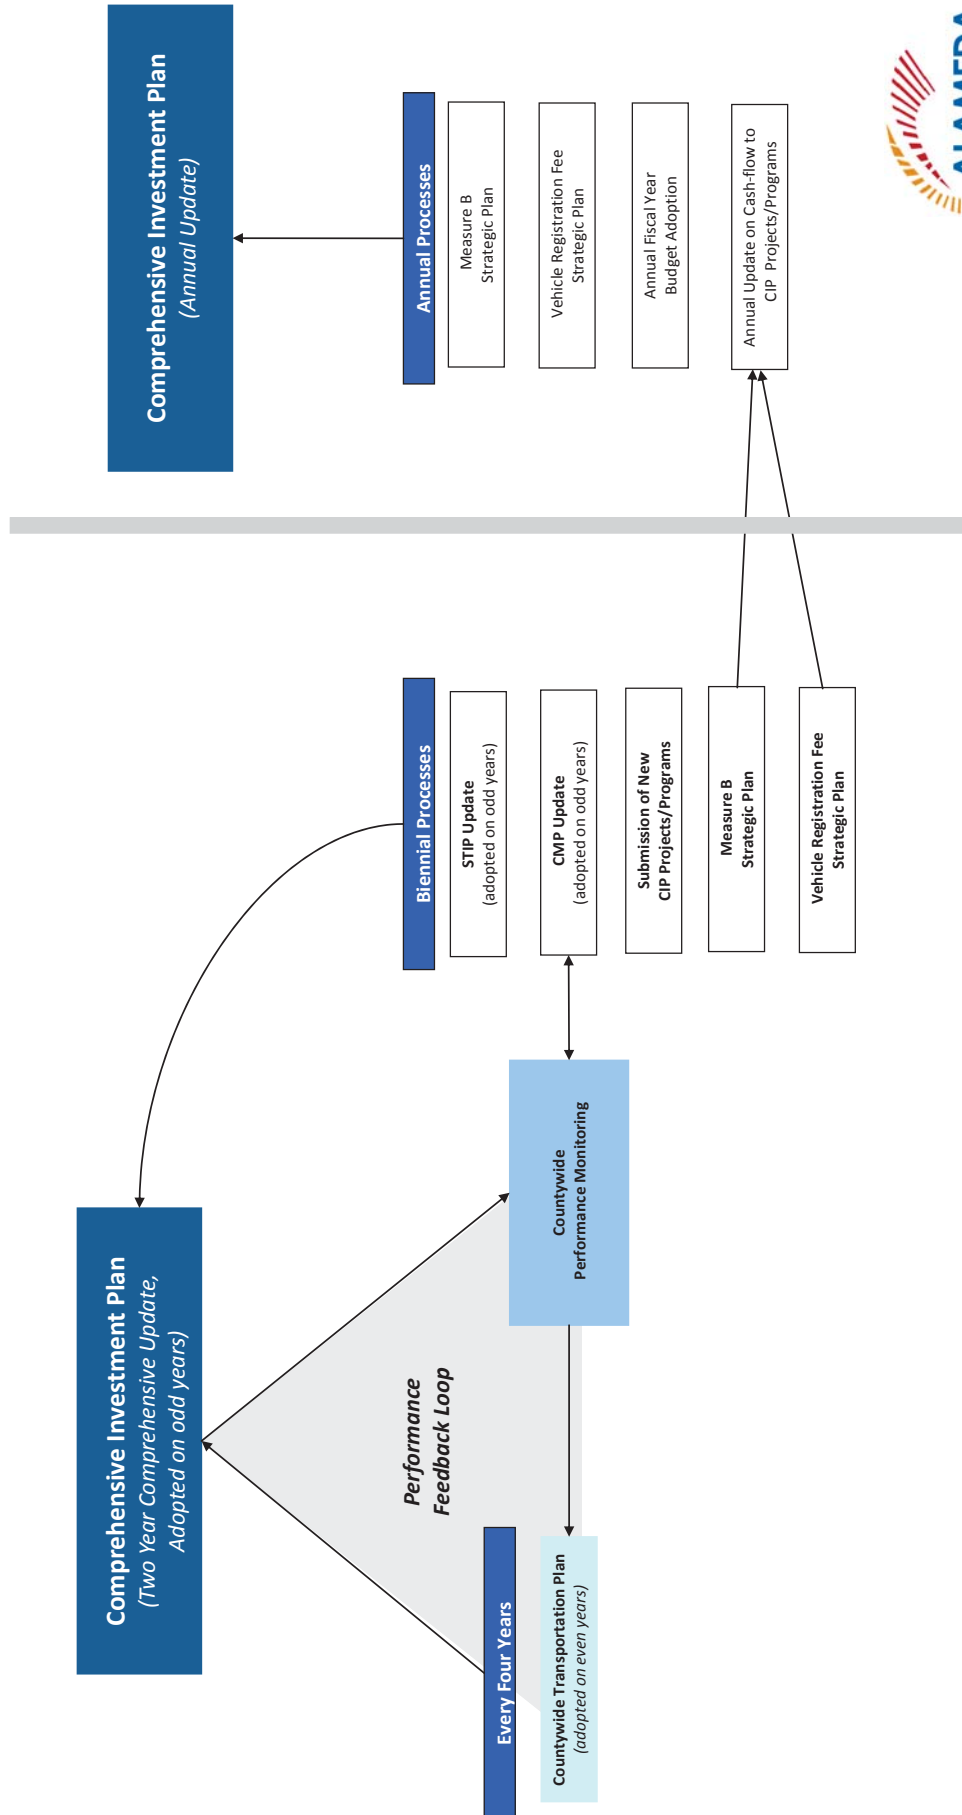 Comprehensive Investment Plan
(Two Year Comprehensive Update,
Adopted on odd years)
Performance
Feedback Loop
Every Four Years
Countywide Transportation Plan
(adopted on even years)
Countywide
Performance Monitoring
Biennial Processes
STIP Update
(adopted on odd years)
CMP Update
(adopted on odd years)
Submission of New
CIP Projects/Programs
Measure B
Strategic Plan
Vehicle Registration Fee
Strategic Plan
Comprehensive Investment Plan
(Annual Update)
Annual Processes
Measure B
Strategic Plan
Vehicle Registration Fee
Strategic Plan
Annual Fiscal Year
Budget Adoption
Annual Update on Cash-flow to
CIP Projects/Programs
ALAMEDA